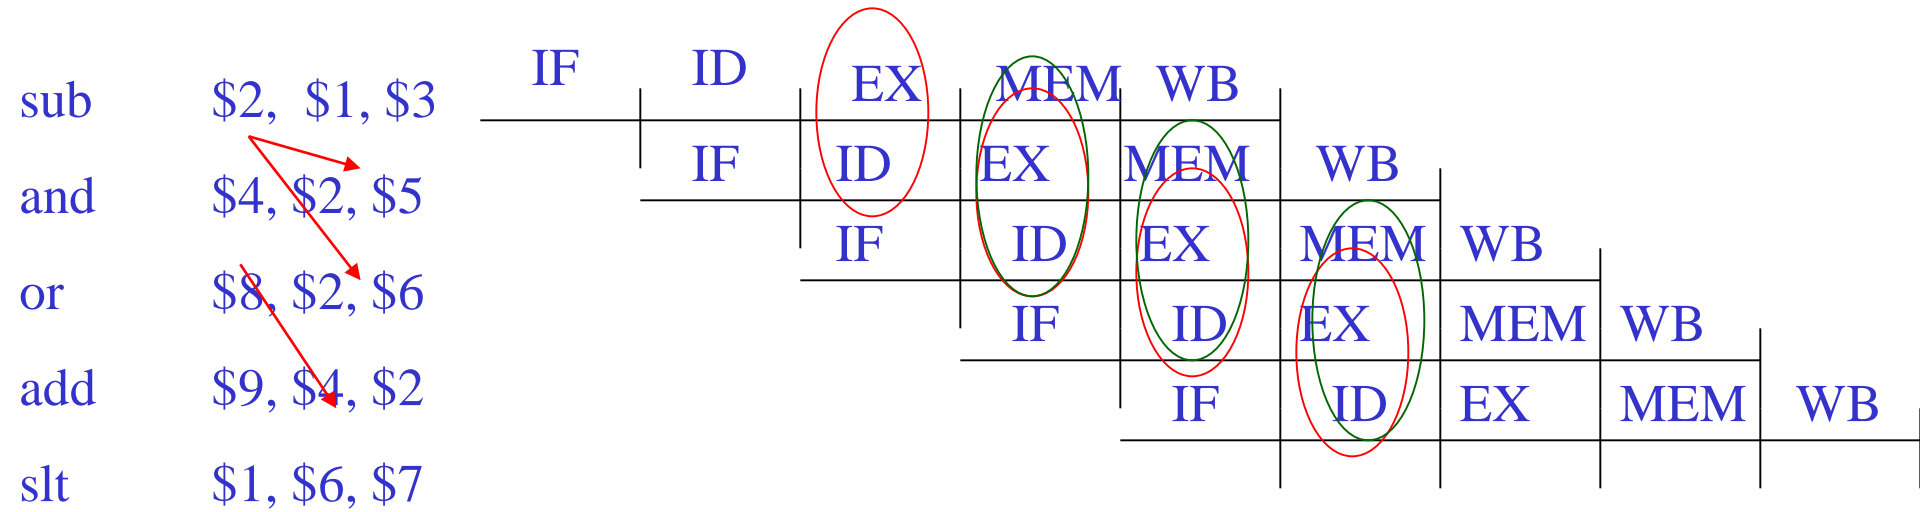 IF ID EX MEM WB
sub $2, $1, $3
IF ID EX MEM WB
and $4, $2, $5
IF ID EX MEM WB
or $8, $2, $6
IF ID EX MEM WB
add $9, $4, $2
IF ID EX MEM WB
slt $1, $6, $7